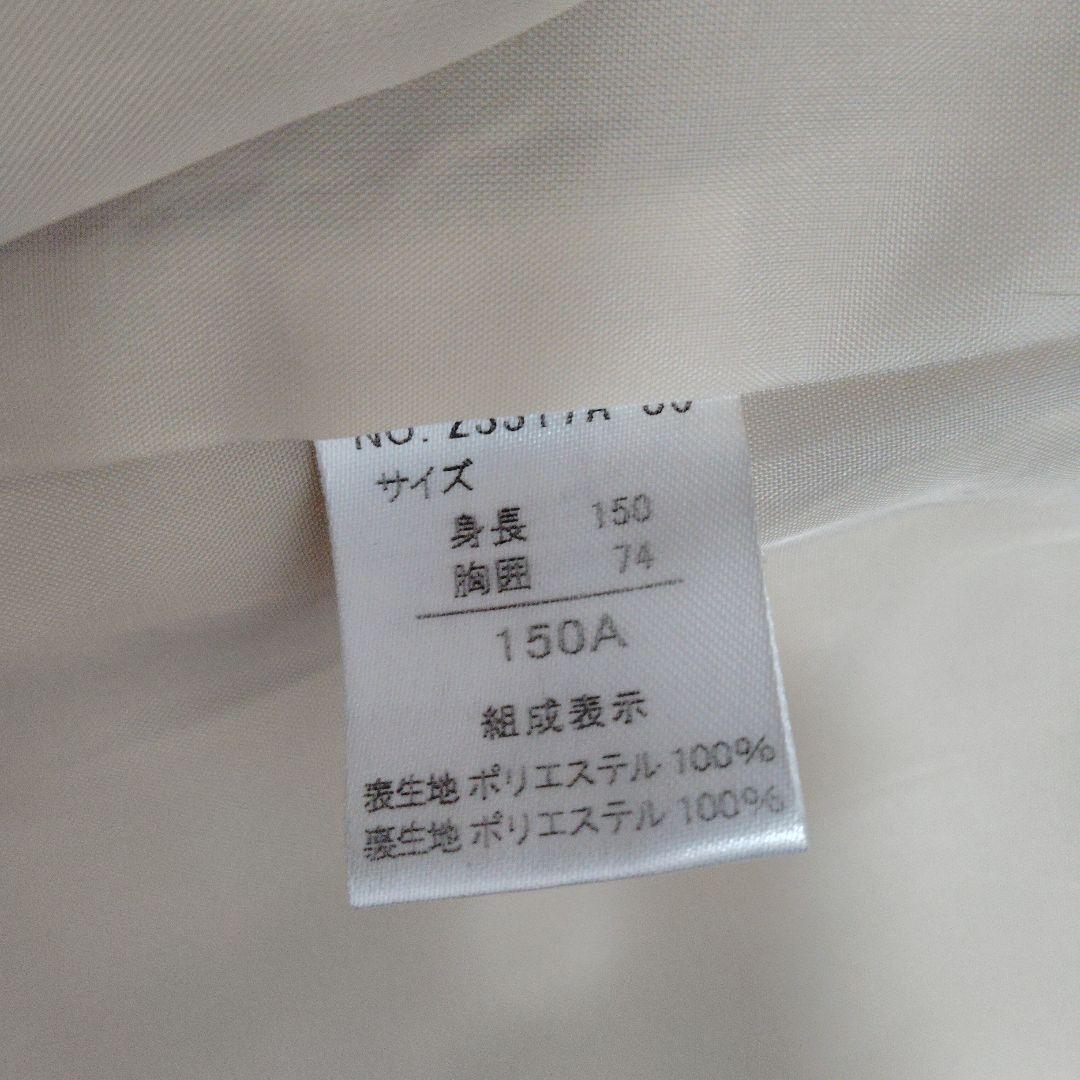 NO.
サイズ
身長 150
胸囲 74
150A
組成表示
表生地 ポリエステル 100%
裏生地 ポリエステル 100%